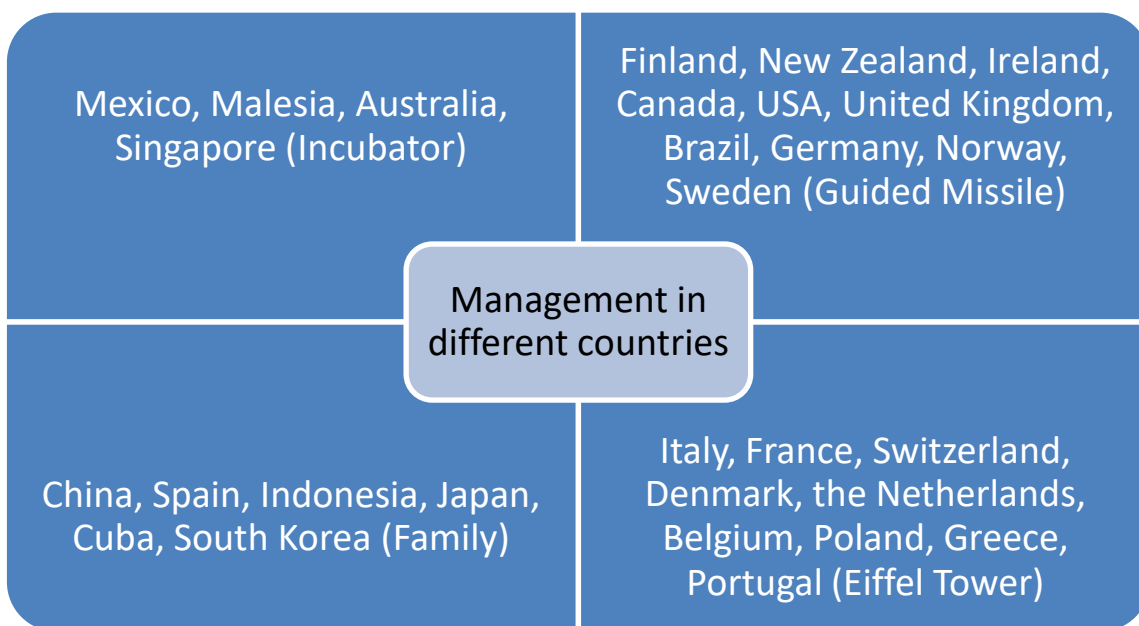 Mexico, Malesia, Australia,
Singapore (Incubator)
Finland, New Zealand, Ireland,
Canada, USA, United Kingdom,
Brazil, Germany, Norway,
Sweden (Guided Missile)
Management in
different countries
China, Spain, Indonesia, Japan,
Cuba, South Korea (Family)
Italy, France, Switzerland,
Denmark, the Netherlands,
Belgium, Poland, Greece,
Portugal (Eiffel Tower)